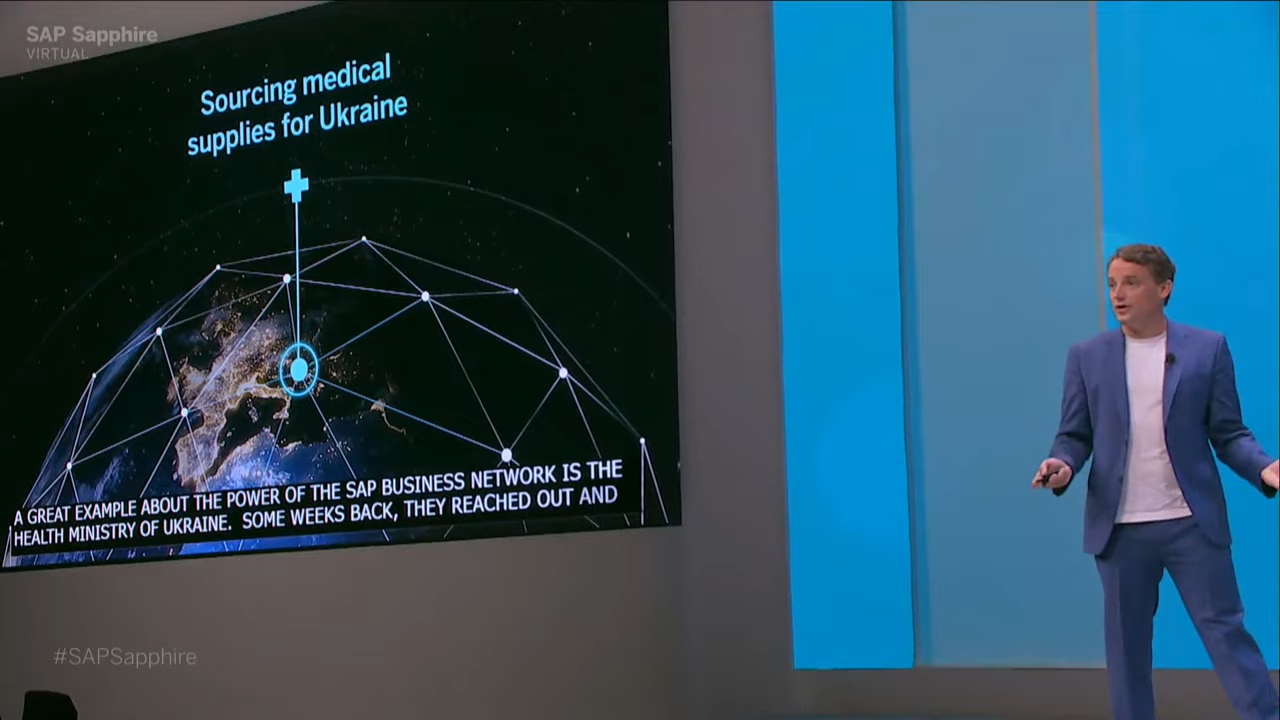 SAP Sapphire
VIRTUAL
Sourcing medical
supplies for Ukraine
A GREAT EXAMPLE ABOUT THE POWER OF THE SAP BUSINESS NETWORK IS THE
HEALTH MINISTRY OF UKRAINE. SOME WEEKS BACK, THEY REACHED OUT AND
#SAPSapphire